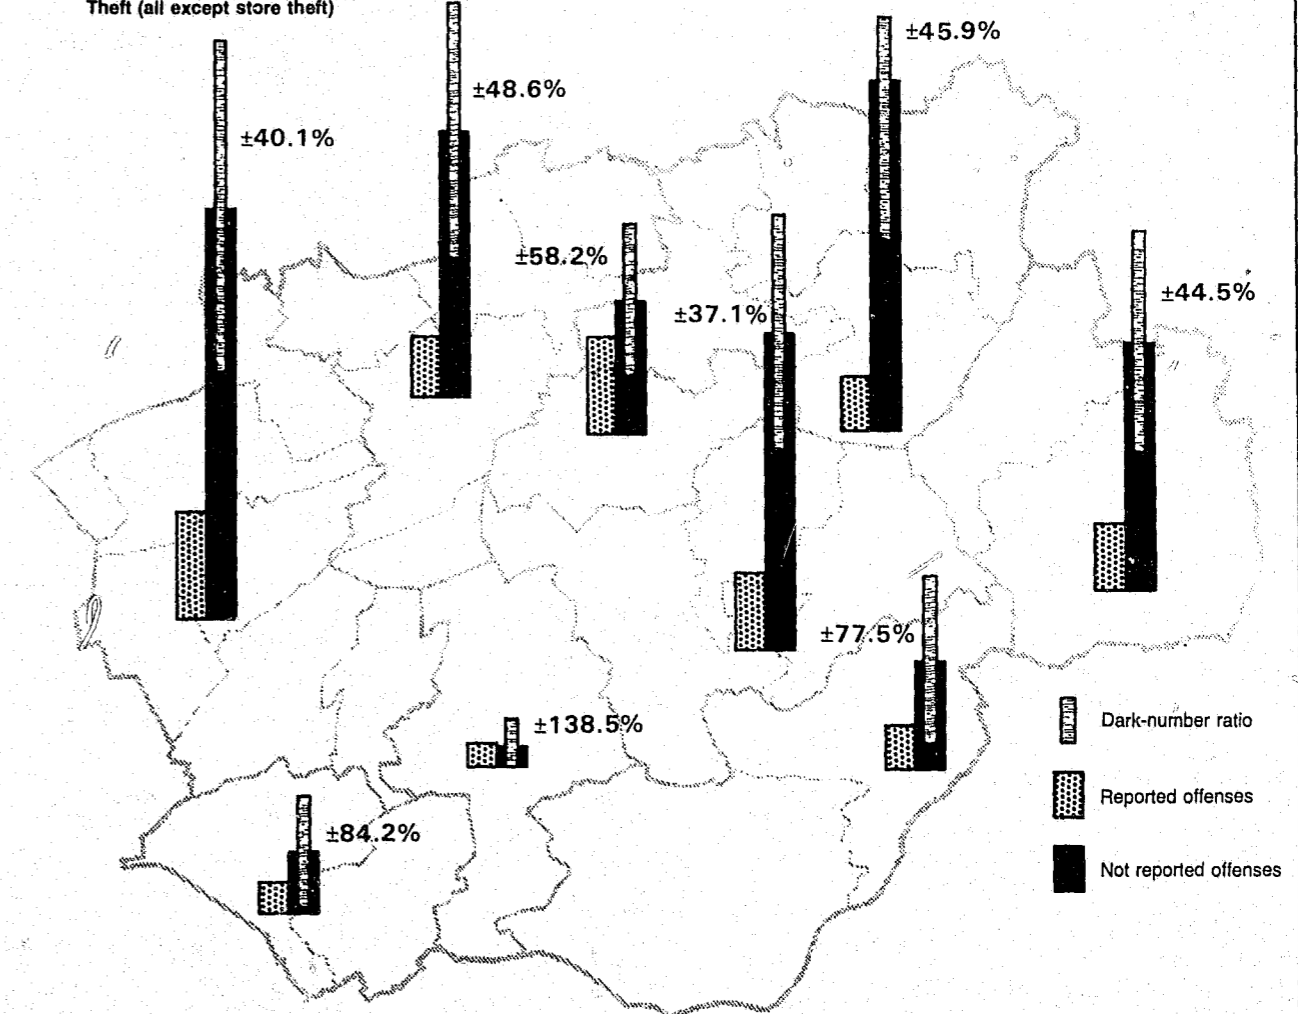 Theft (all except store theft)
±45.9%
±48.6%
±40.1%
±58.2%
±44.5%
±37.1%
±77.5%
±138.5%
±84.2%
Dark-number ratio
Reported offenses
Not reported offenses